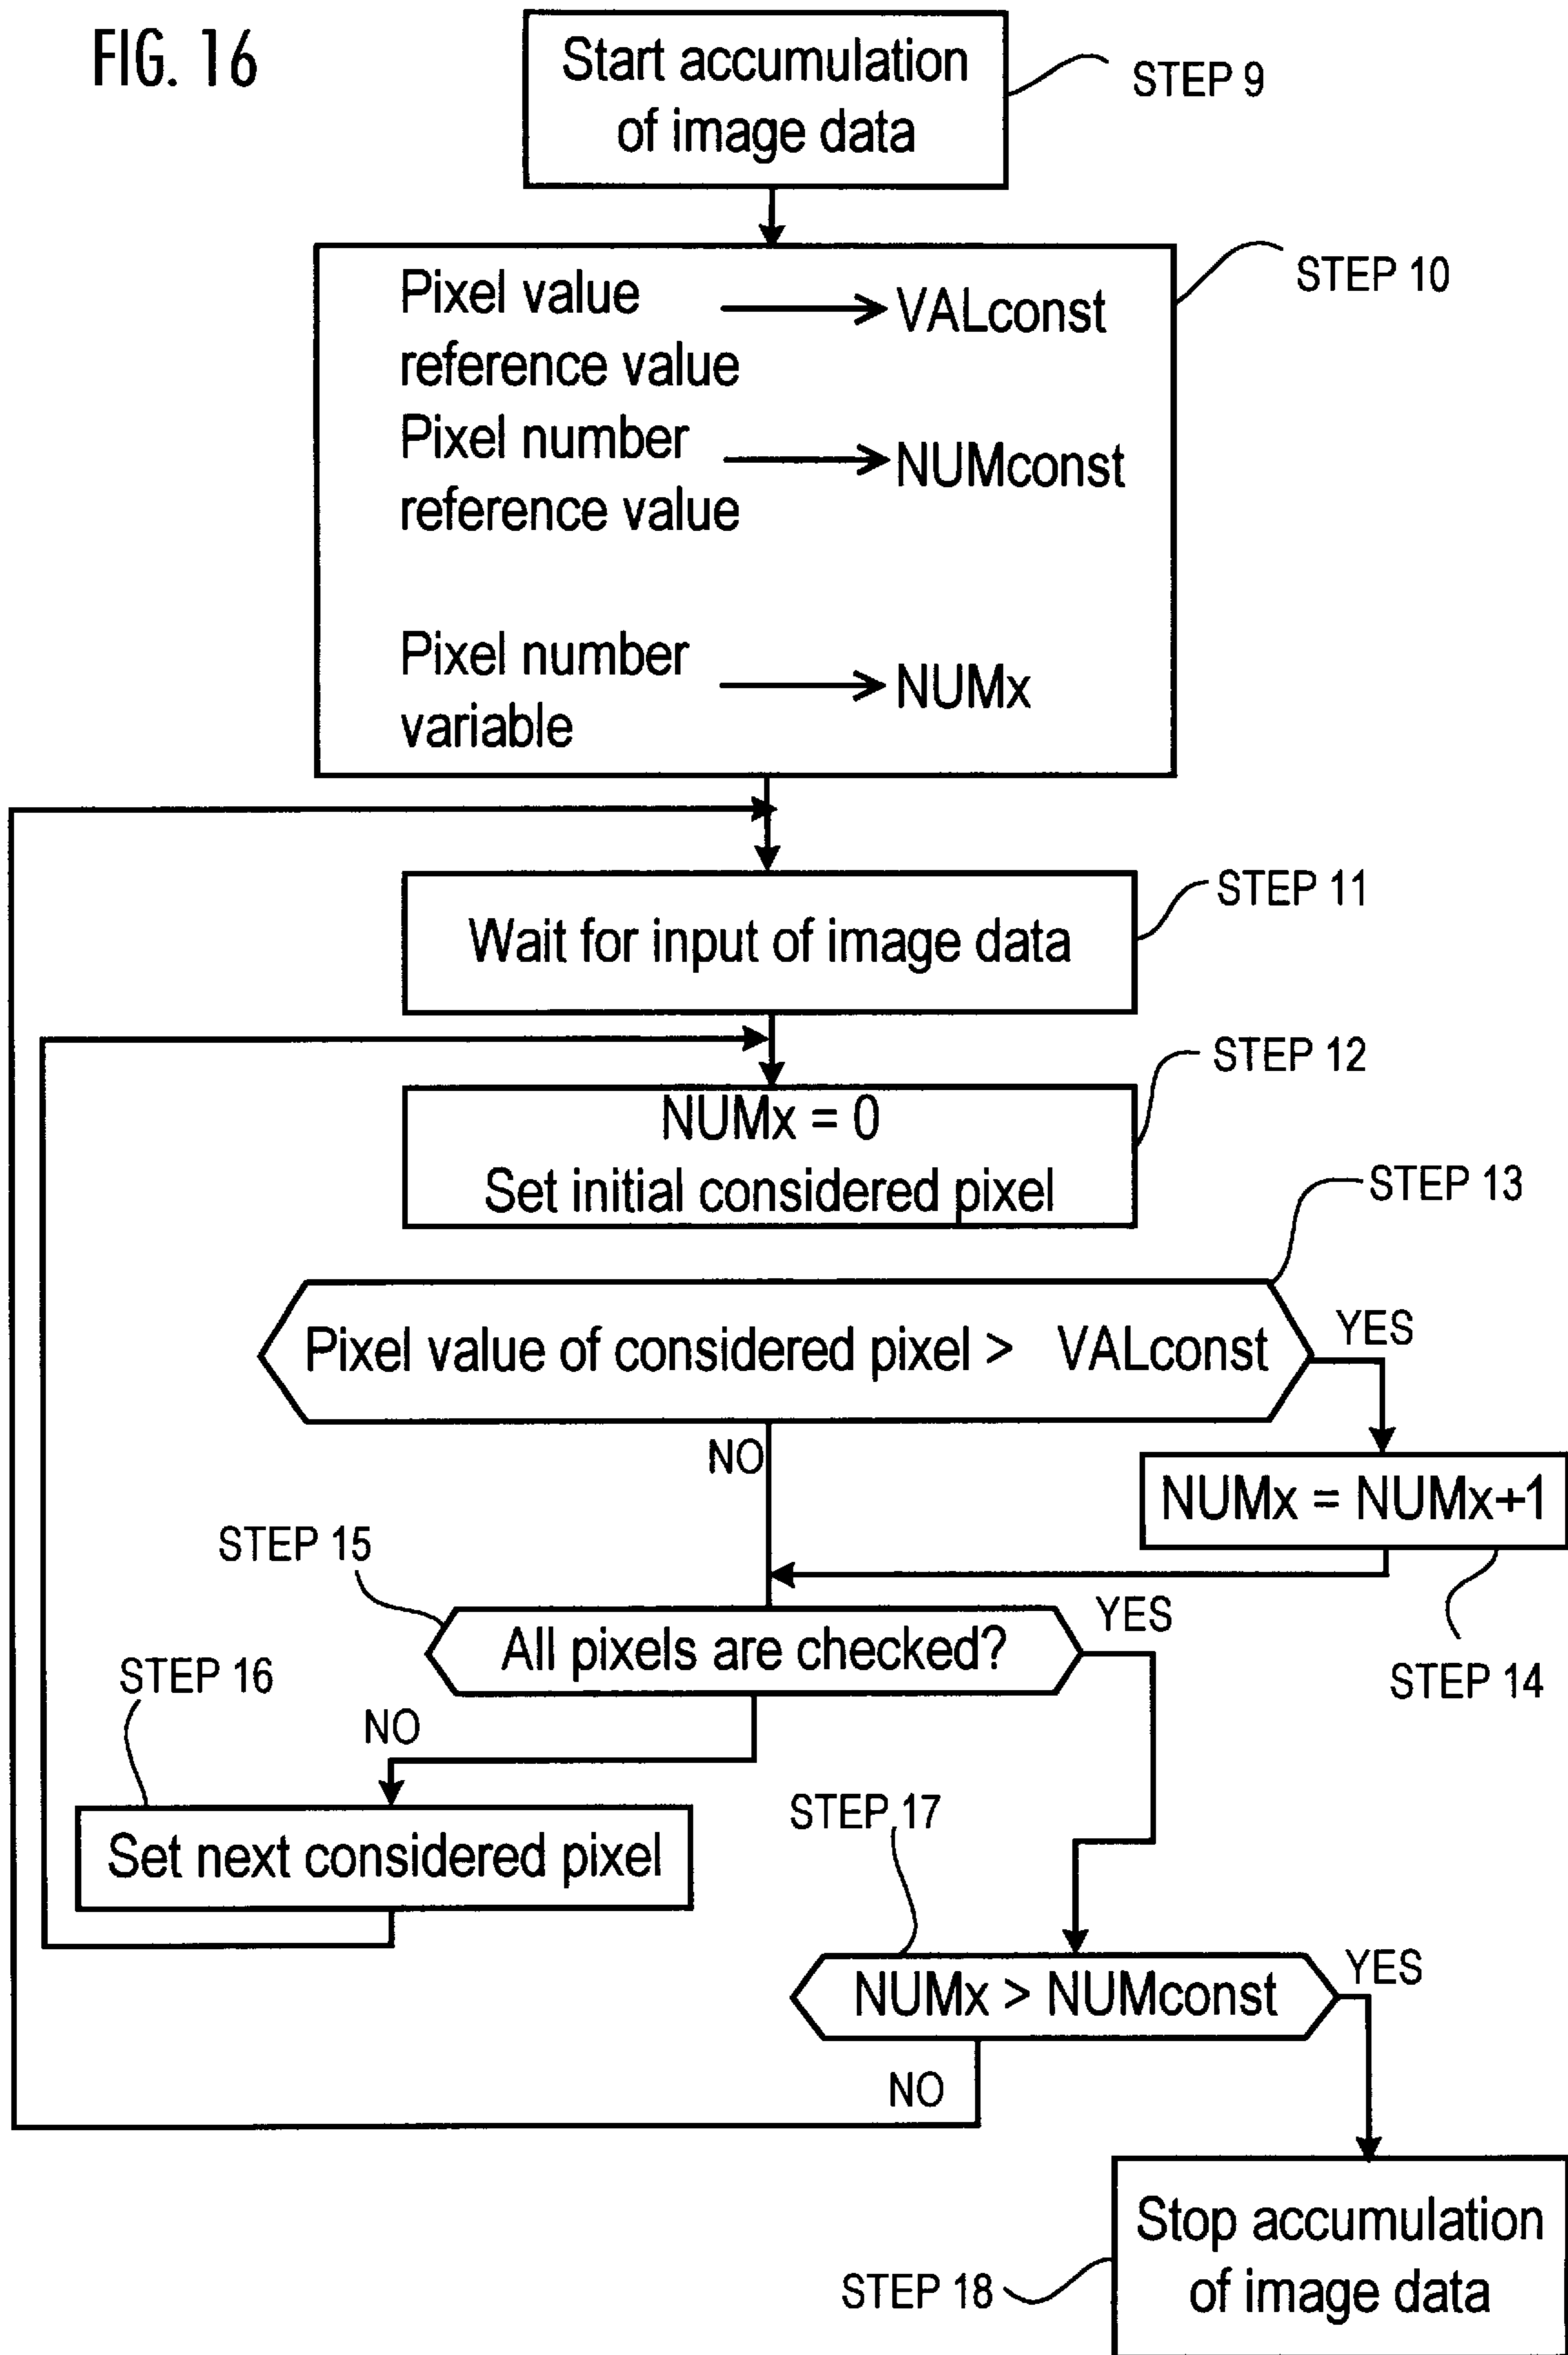 FIG. 16
Start accumulation
of image data
STEP 9
STEP 10
Pixel value
reference value
VALconst
Pixel number
reference value
NUMconst
Pixel number
variable
NUMx
STEP 11
Wait for input of image data
STEP 12
NUMx = 0
Set initial considered pixel
STEP 13
Pixel value of considered pixel > VALconst
YES
NO
NUMx = NUMx+1
STEP 14
STEP 15
All pixels are checked?
YES
NO
STEP 16
Set next considered pixel
STEP 17
NUMx > NUMconst
YES
NO
Stop accumulation
of image data
STEP 18